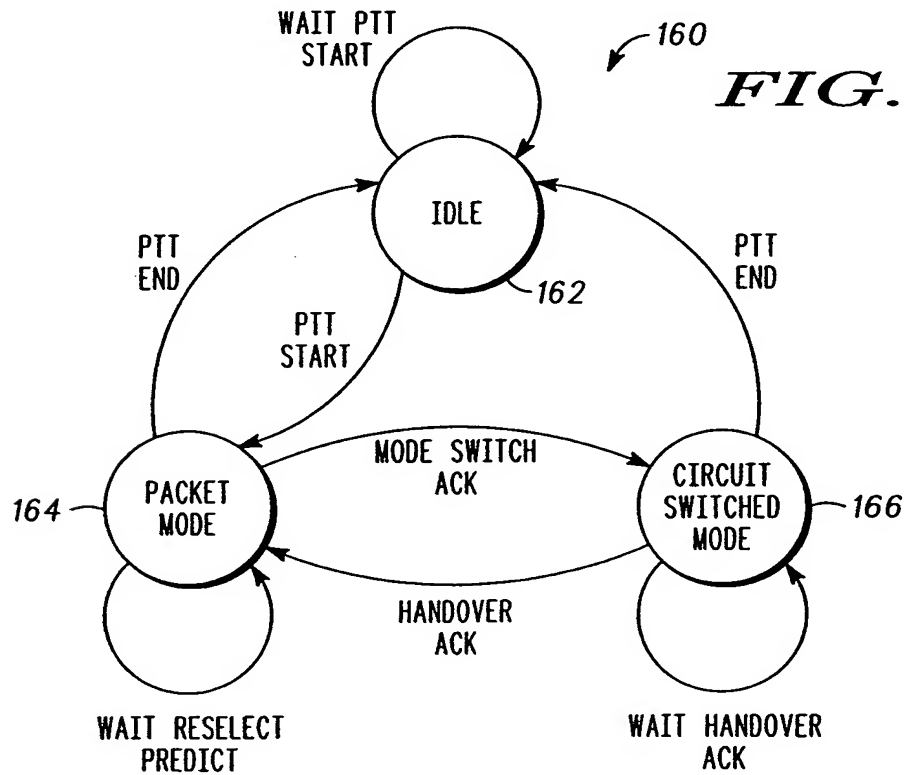 WAIT PTT
START
160
FIG.
IDLE
PTT
END
PTT
END
162
PTT
START
MODE SWITCH
ACK
CIRCUIT
SWITCHED
MODE
164
PACKET
MODE
166
HANDOVER
ACK
WAIT RESELECT
PREDICT
WAIT HANDOVER
ACK